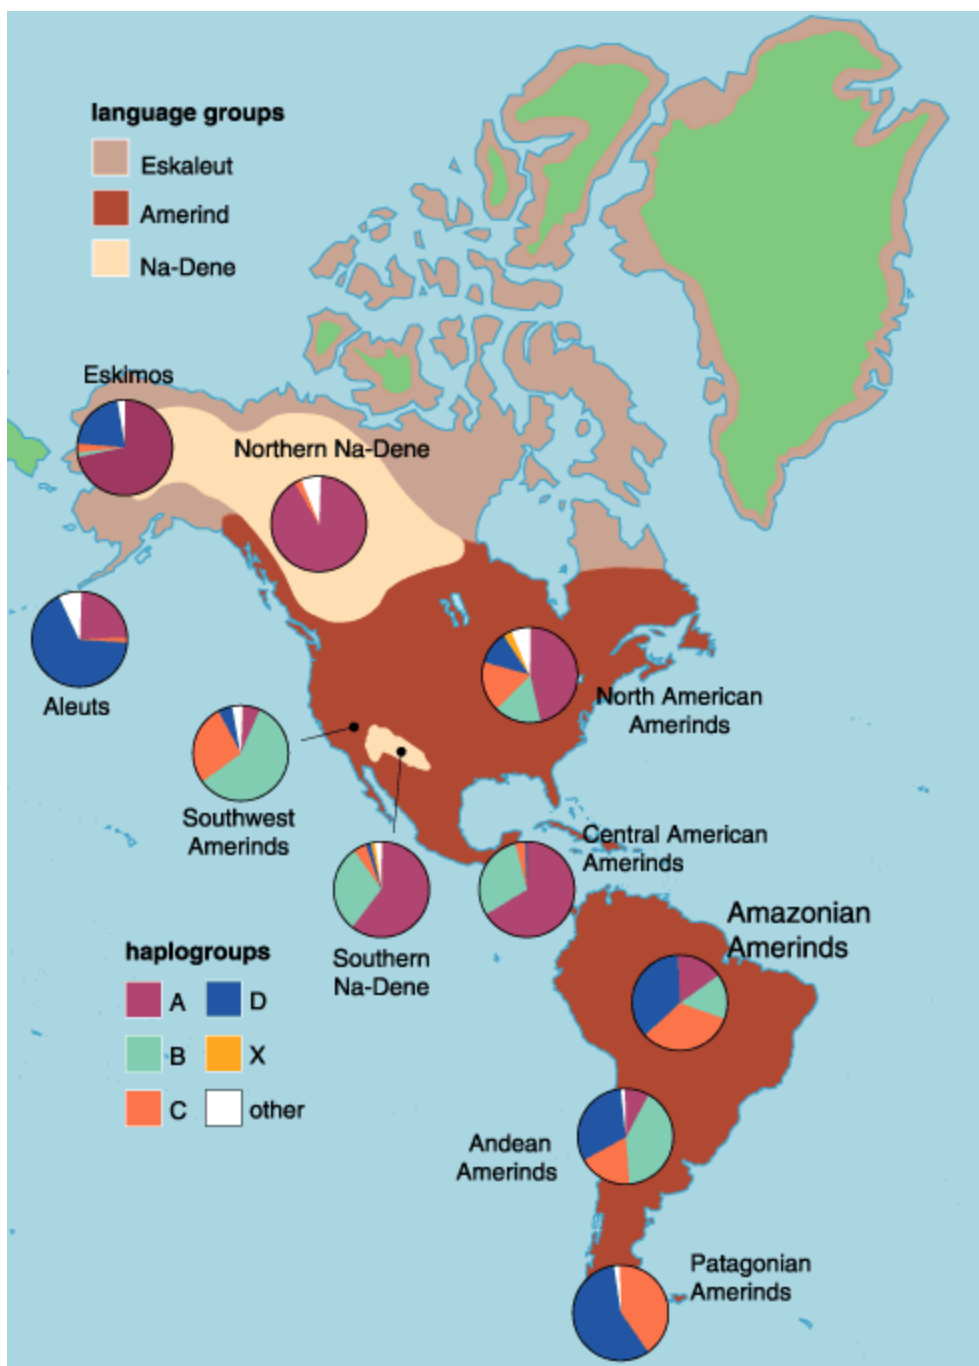 language groups
Eskaleut
Amerind
Na-Dene
Eskimos
Northern Na-Dene
Aleuts
North American
Amerinds
Southwest
Amerinds
Central American
Amerinds
Southern
Na-Dene
Amazonian
Amerinds
haplogroups
A
D
B
X
C
other
Andean
Amerinds
Patagonian
Amerinds